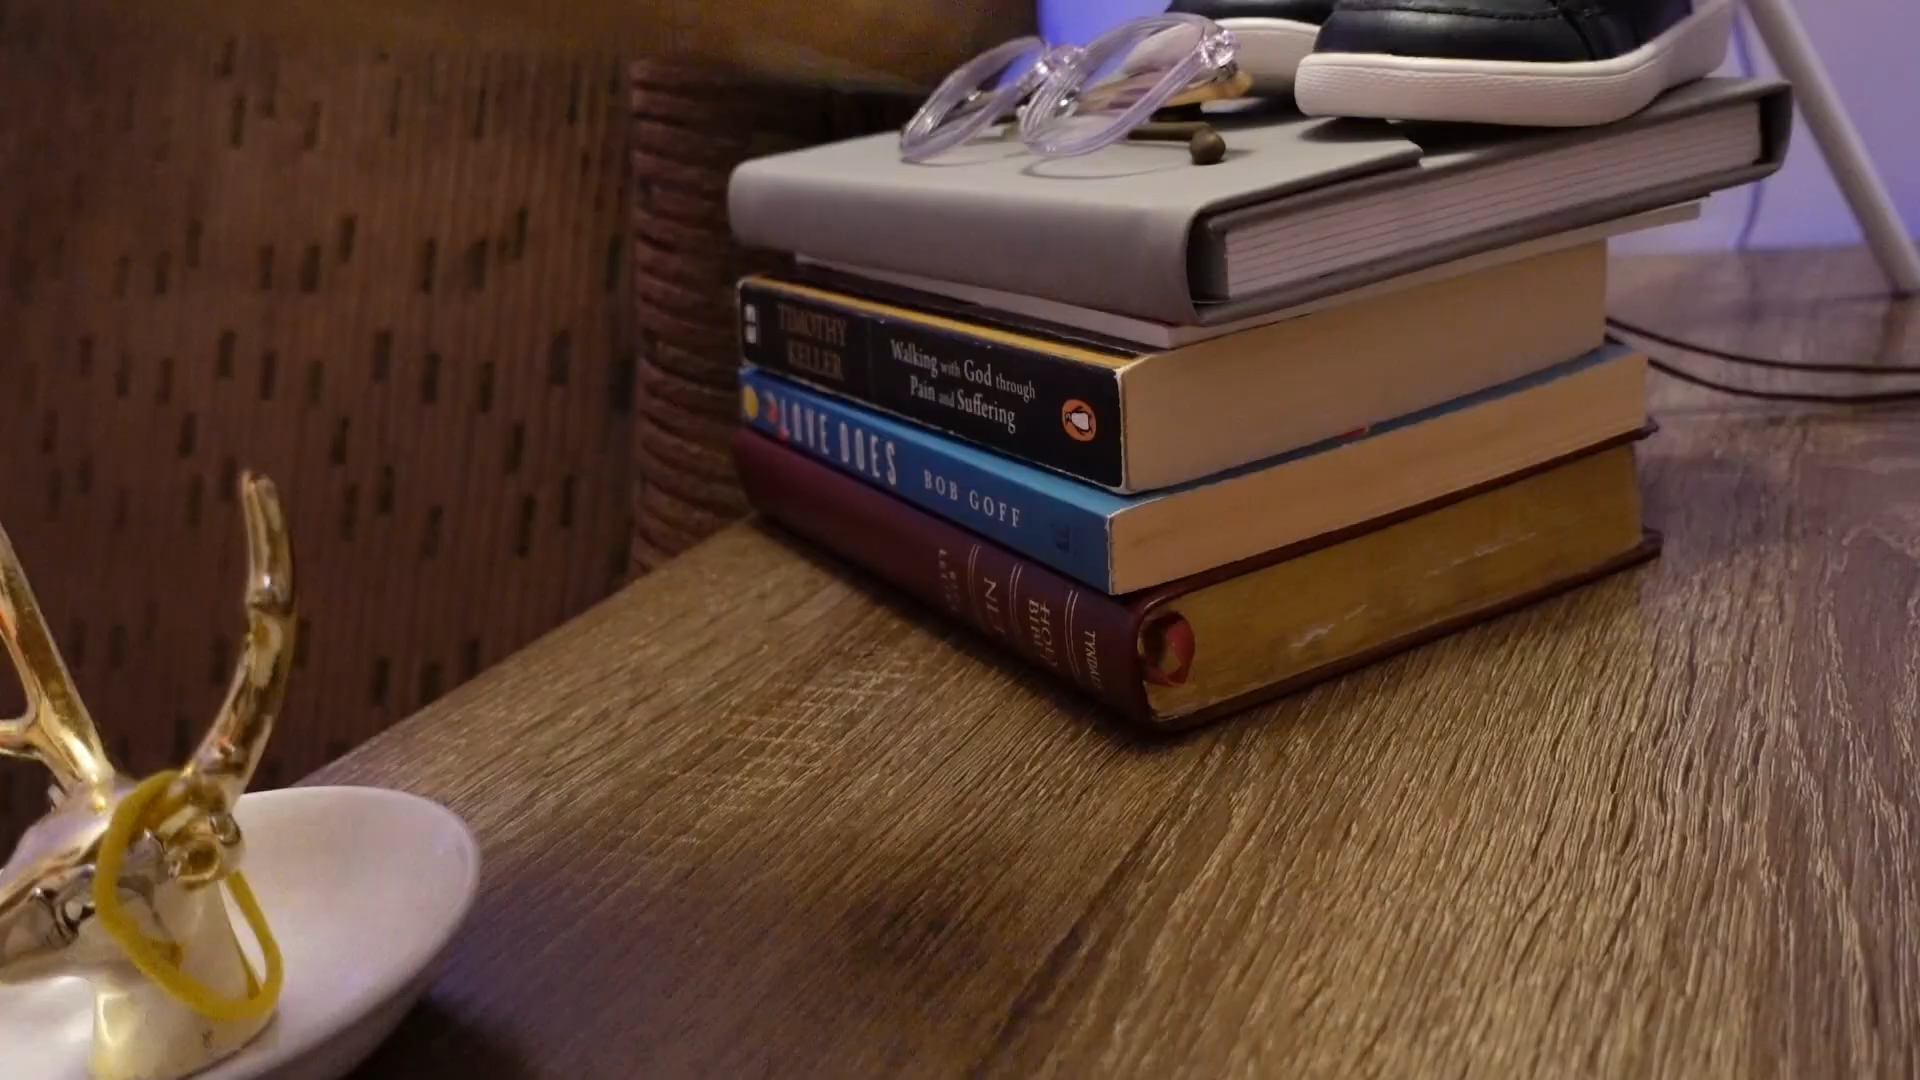 TIMOTHY
KELLER
Walking with God through
Pain and Suffering
LOVE DOES
BOB GOFF
TYNDALE
HOLY
BIBLE
NLT